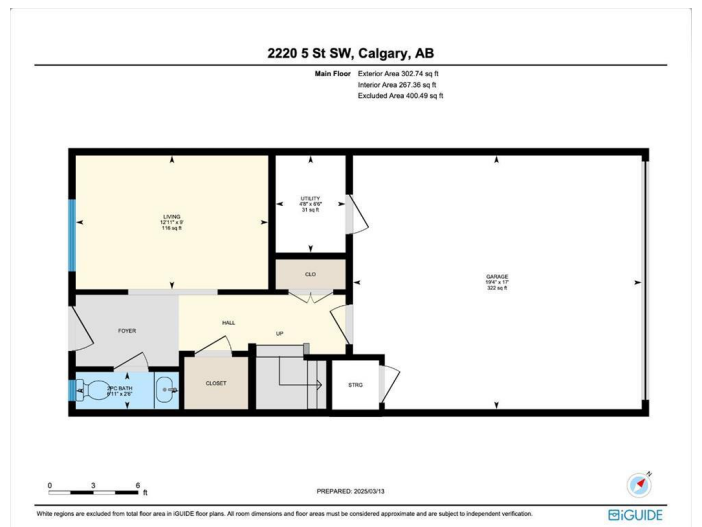 2220 5 St SW, Calgary, AB
Main Floor Exterior Area 302.74 sq ft
Interior Area 267.36 sq ft
Excluded Area 400.49 sq ft
UTILITY
4'8" x 6'6"
31 sq ft
LIVING
12'11" x 9'
116 sq ft
CLO
GARAGE
19'4" x 17'
322 sq ft
HALL
FOYER
UP
CLOSET
STRG
2PC BATH
6'11" x 2'6"
0 3 6 ft
PREPARED: 2025/03/13
N
White regions are excluded from total floor area in iGUIDE floor plans. All room dimensions and floor areas must be considered approximate and are subject to independent verification.
iGUIDE